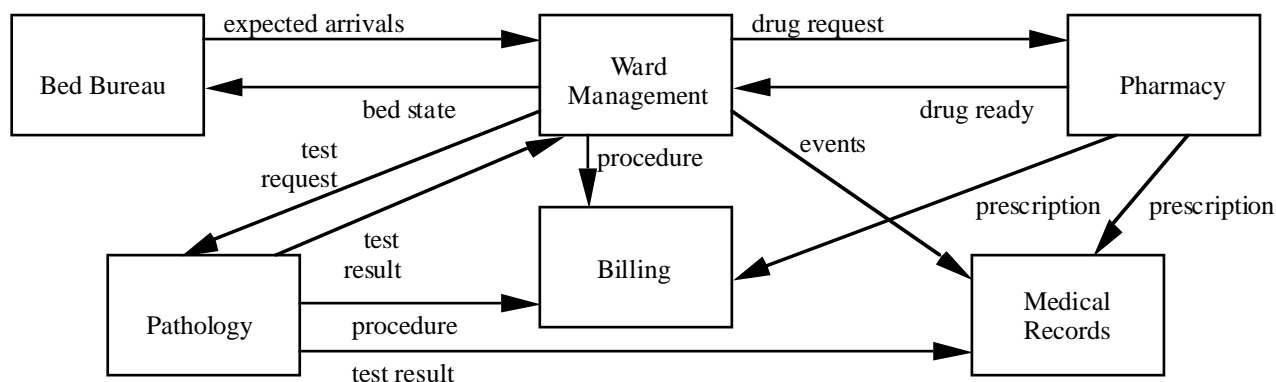 expected arrivals
drug request
Bed Bureau
Ward
Management
Pharmacy
bed state
drug ready
test
request
procedure
events
prescription
prescription
test
result
Billing
Pathology
procedure
Medical
Records
test result